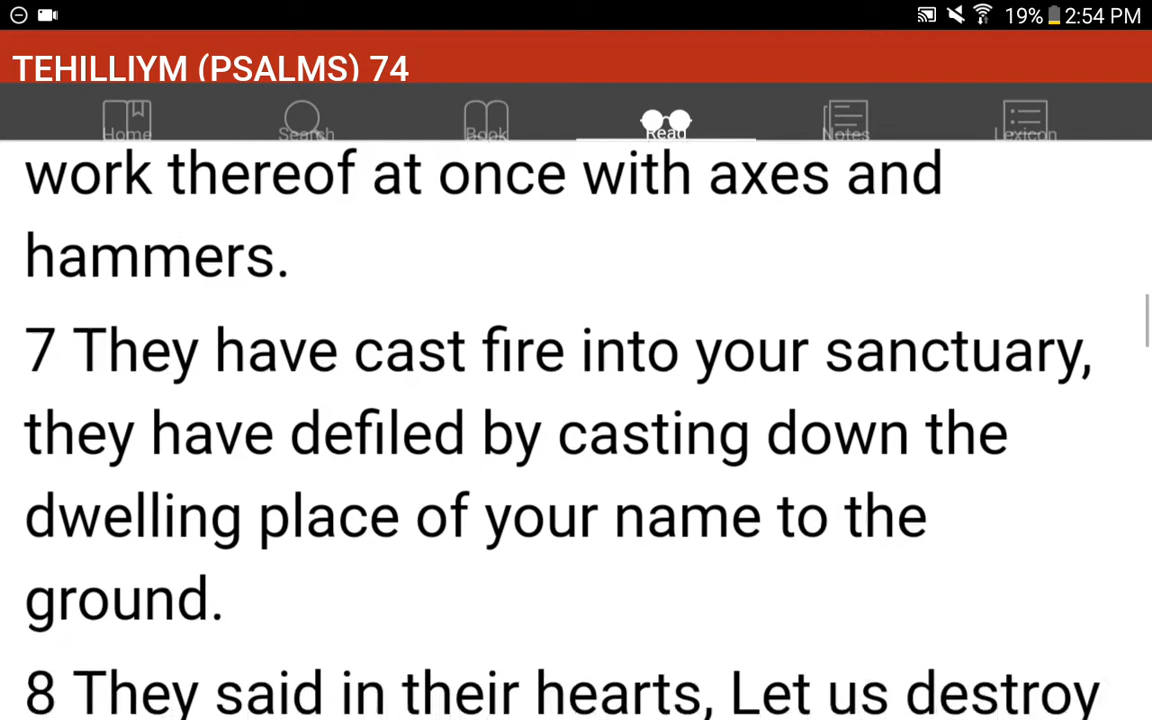 19% 2:54 PM
TEHILLIYM (PSALMS) 74
Home Search Book Read Notes Lexicon
work thereof at once with axes and
hammers.
7 They have cast fire into your sanctuary,
they have defiled by casting down the
dwelling place of your name to the
ground.
8 They said in their hearts, Let us destroy